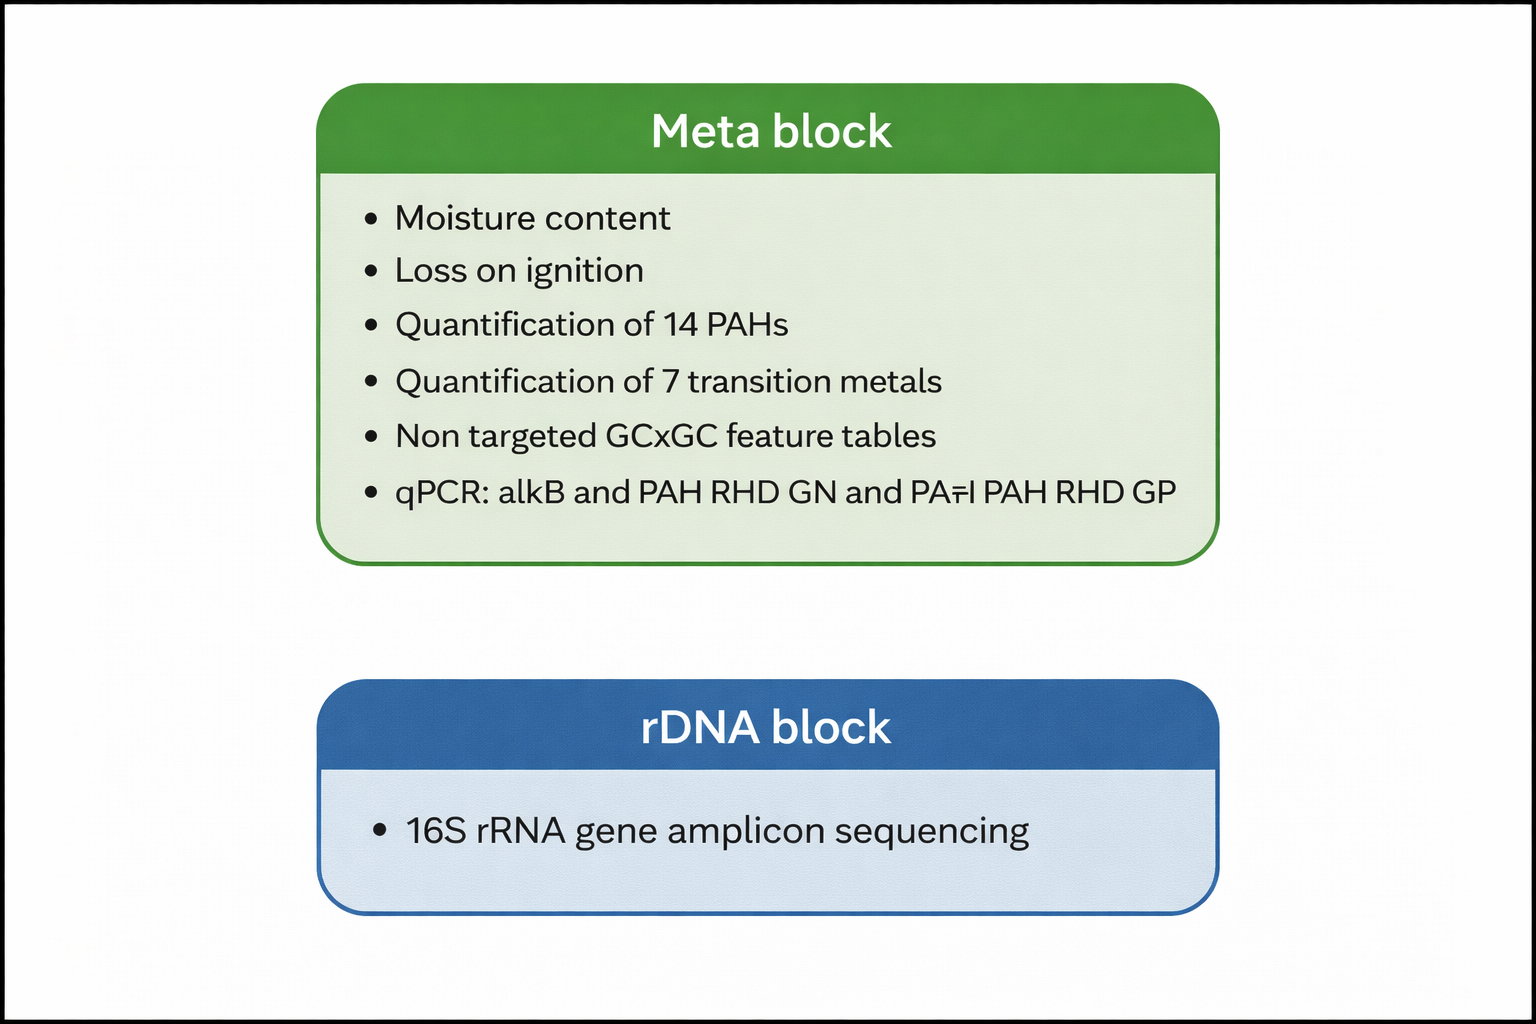 Meta block
• Moisture content
• Loss on ignition
• Quantification of 14 PAHs
• Quantification of 7 transition metals
• Non targeted GCxGC feature tables
• qPCR: alkB and PAH RHD GN and PAH RHD GP
rDNA block
• 16S rRNA gene amplicon sequencing